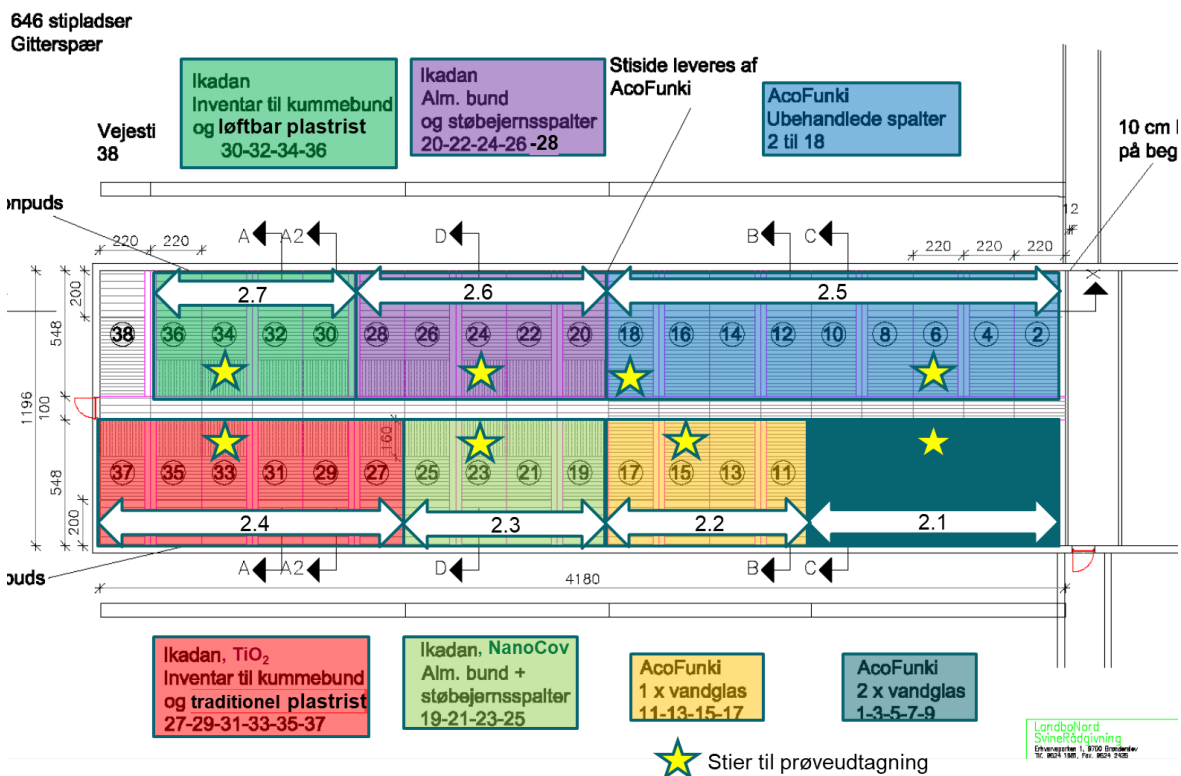 646 stipladser
Gitterspær
Ikadan
Inventar til kummebund
og løftbar plastrist
30-32-34-36
Ikadan
Alm. bund
og støbejernsspalter
20-22-24-26 -28
Stiside leveres af
AcoFunki
AcoFunki
Ubehandlede spalter
2 til 18
Vejesti
38
10 cm
på beg
onpuds
12
220 220
A A2 D B C
220 220 220
X
200
548
1196
100
548
200
160
2.7 2.6 2.5
38 36 34 32 30 28 26 24 22 20 18 16 14 12 10 8 6 4 2
37 35 33 31 29 27 25 23 21 19 17 15 13 11
2.4 2.3 2.2 2.1
puds
A A2 D B C
4180
Ikadan, TiO₂
Inventar til kummebund
og traditionel plastrist
27-29-31-33-35-37
Ikadan, NanoCov
Alm. bund +
støbejernsspalter
19-21-23-25
AcoFunki
1 x vandglas
11-13-15-17
AcoFunki
2 x vandglas
1-3-5-7-9
LandboNord
SvineRådgivning
Stier til prøveudtagning